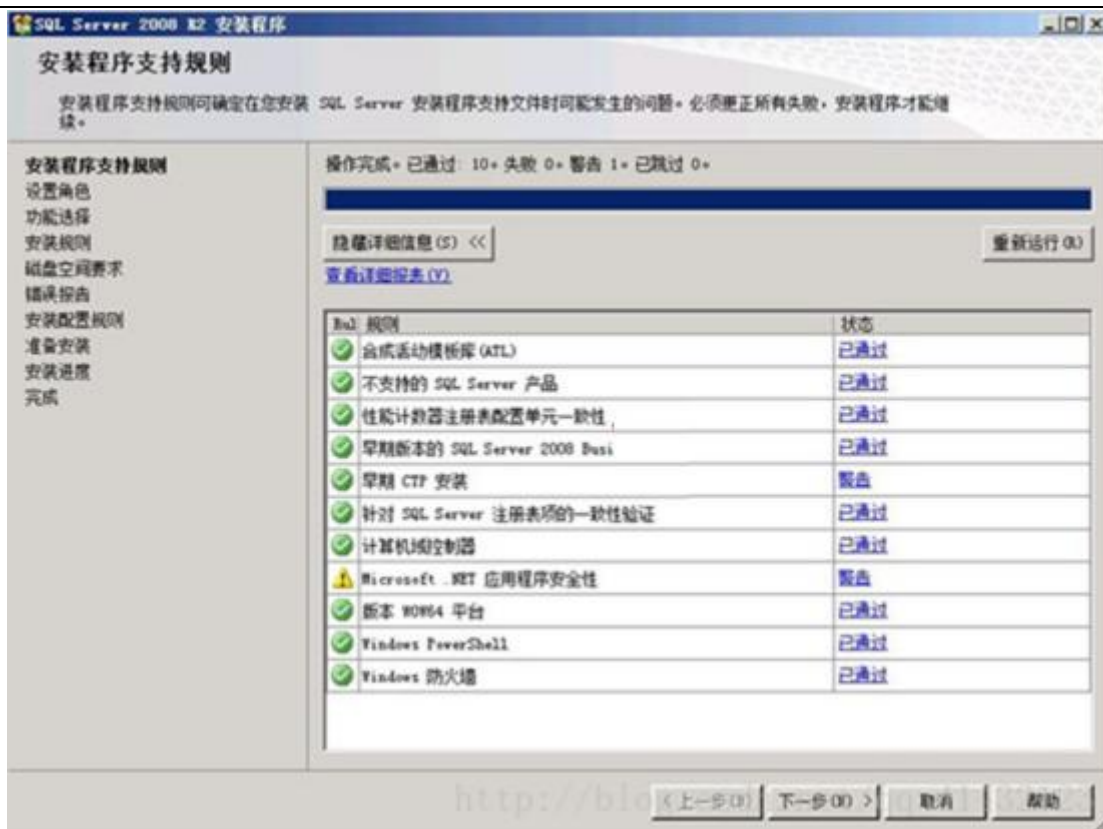 SQL Server 2008 R2 安装程序
安装程序支持规则
安装程序支持规则可确定在您安装 SQL Server 安装程序支持文件时可能发生的问题。必须更正所有失败，安装程序才能继
续。
安装程序支持规则
设置角色
功能选择
安装规则
磁盘空间要求
错误报告
安装配置规则
准备安装
安装进度
完成
操作完成。已通过: 10。失败 0。警告 1。已跳过 0。
隐藏详细信息(S) <<
重新运行(R)
查看详细报表(V)
Rul 规则 状态
合成活动模板库(ATL) 已通过
不支持的 SQL Server 产品 已通过
性能计数器注册表配置单元一致性 已通过
早期版本的 SQL Server 2008 Busi 已通过
早期 CTP 安装 警告
针对 SQL Server 注册表项的一致性验证 已通过
计算机域控制器 已通过
Microsoft .NET 应用程序安全性 警告
版本 WOW64 平台 已通过
Windows PowerShell 已通过
Windows 防火墙 已通过
http://blog
< 上一步(B) 下一步(N) > 取消 帮助